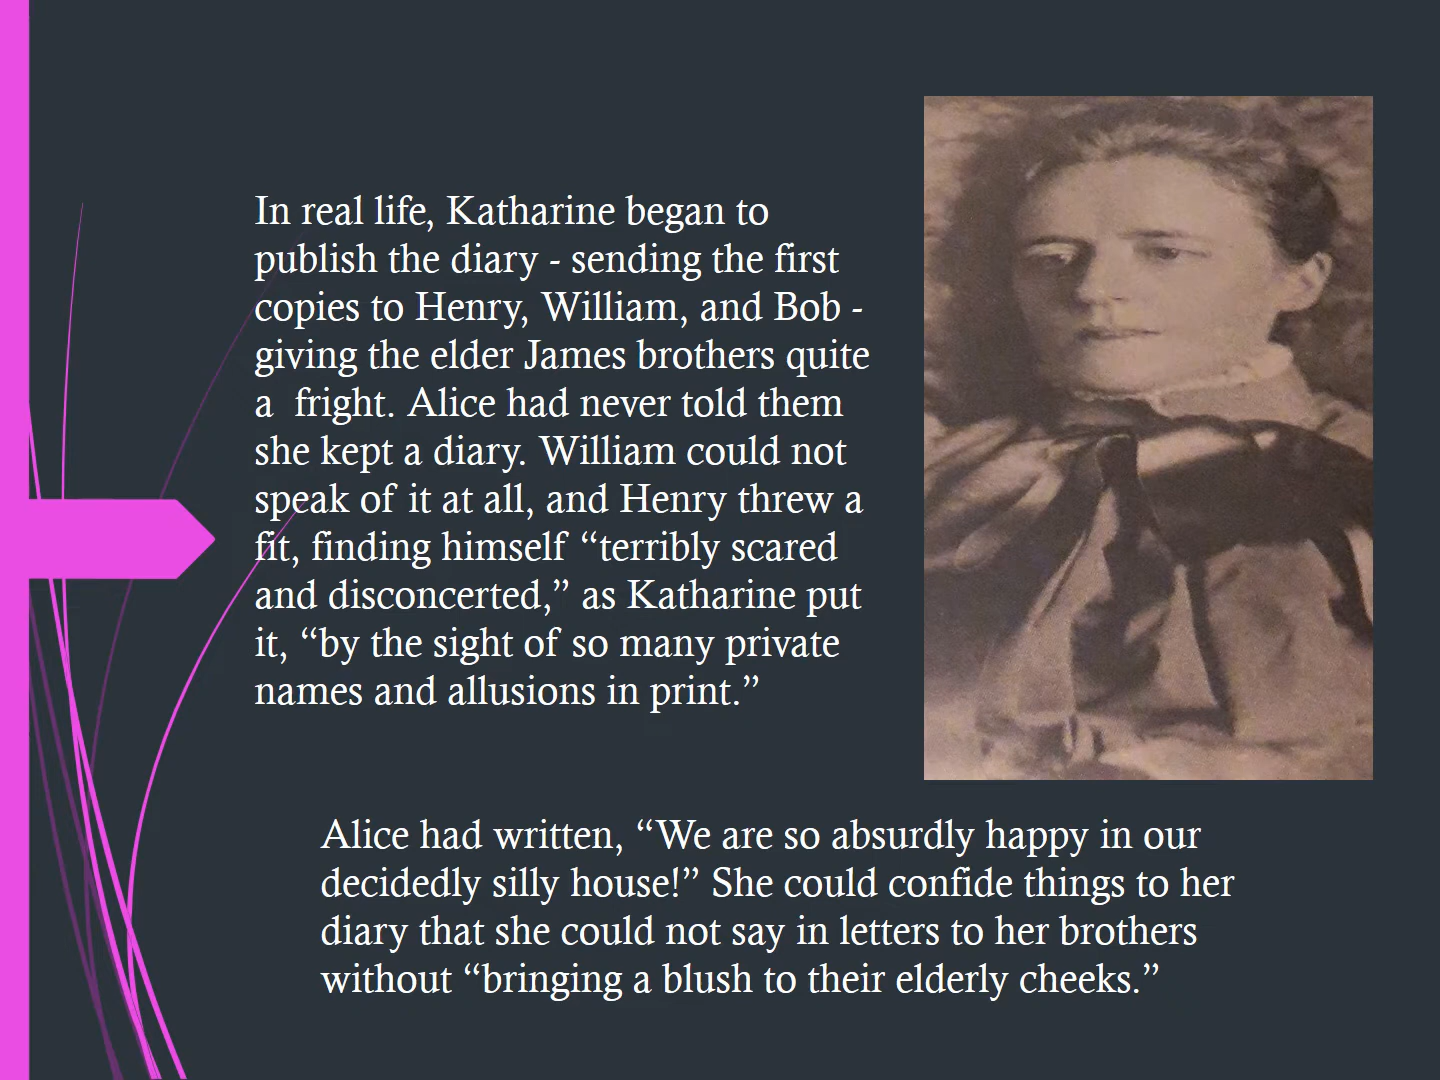 In real life, Katharine began to
publish the diary - sending the first
copies to Henry, William, and Bob -
giving the elder James brothers quite
a  fright. Alice had never told them
she kept a diary. William could not
speak of it at all, and Henry threw a
fit, finding himself “terribly scared
and disconcerted,” as Katharine put
it, “by the sight of so many private
names and allusions in print.”
Alice had written, “We are so absurdly happy in our
decidedly silly house!” She could confide things to her
diary that she could not say in letters to her brothers
without “bringing a blush to their elderly cheeks.”